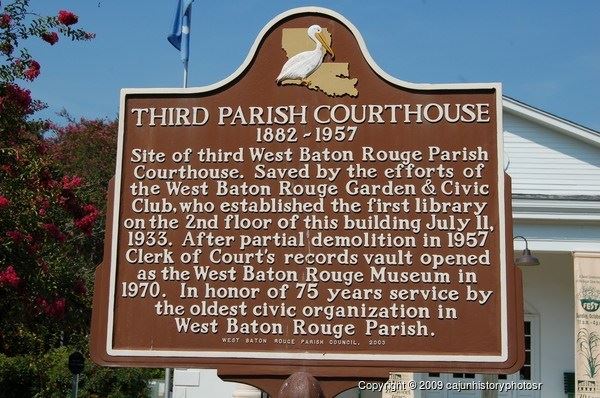 THIRD PARISH COURTHOUSE
1882-1957
Site of third West Baton Rouge Parish
Courthouse. Saved by the efforts of
the West Baton Rouge Garden & Civic
Club, who established the first library
on the 2nd floor of this building July 11,
1933. After partial demolition in 1957
Clerk of Court's records vault opened
as the West Baton Rouge Museum in
1970. In honor of 75 years service by
the oldest civic organization in
West Baton Rouge Parish.
WEST BATON ROUGE PARISH COUNCIL, 2003
FEST
Copyright © 2009 cajunhistoryphotosr